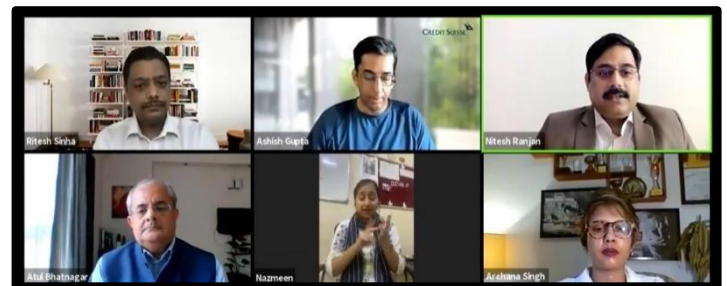 CREDIT SUISSE
Ritesh Sinha
Ashish Gupta
Nitesh Ranjan
Atul Bhatnagar
Nazmeen
Archana Singh